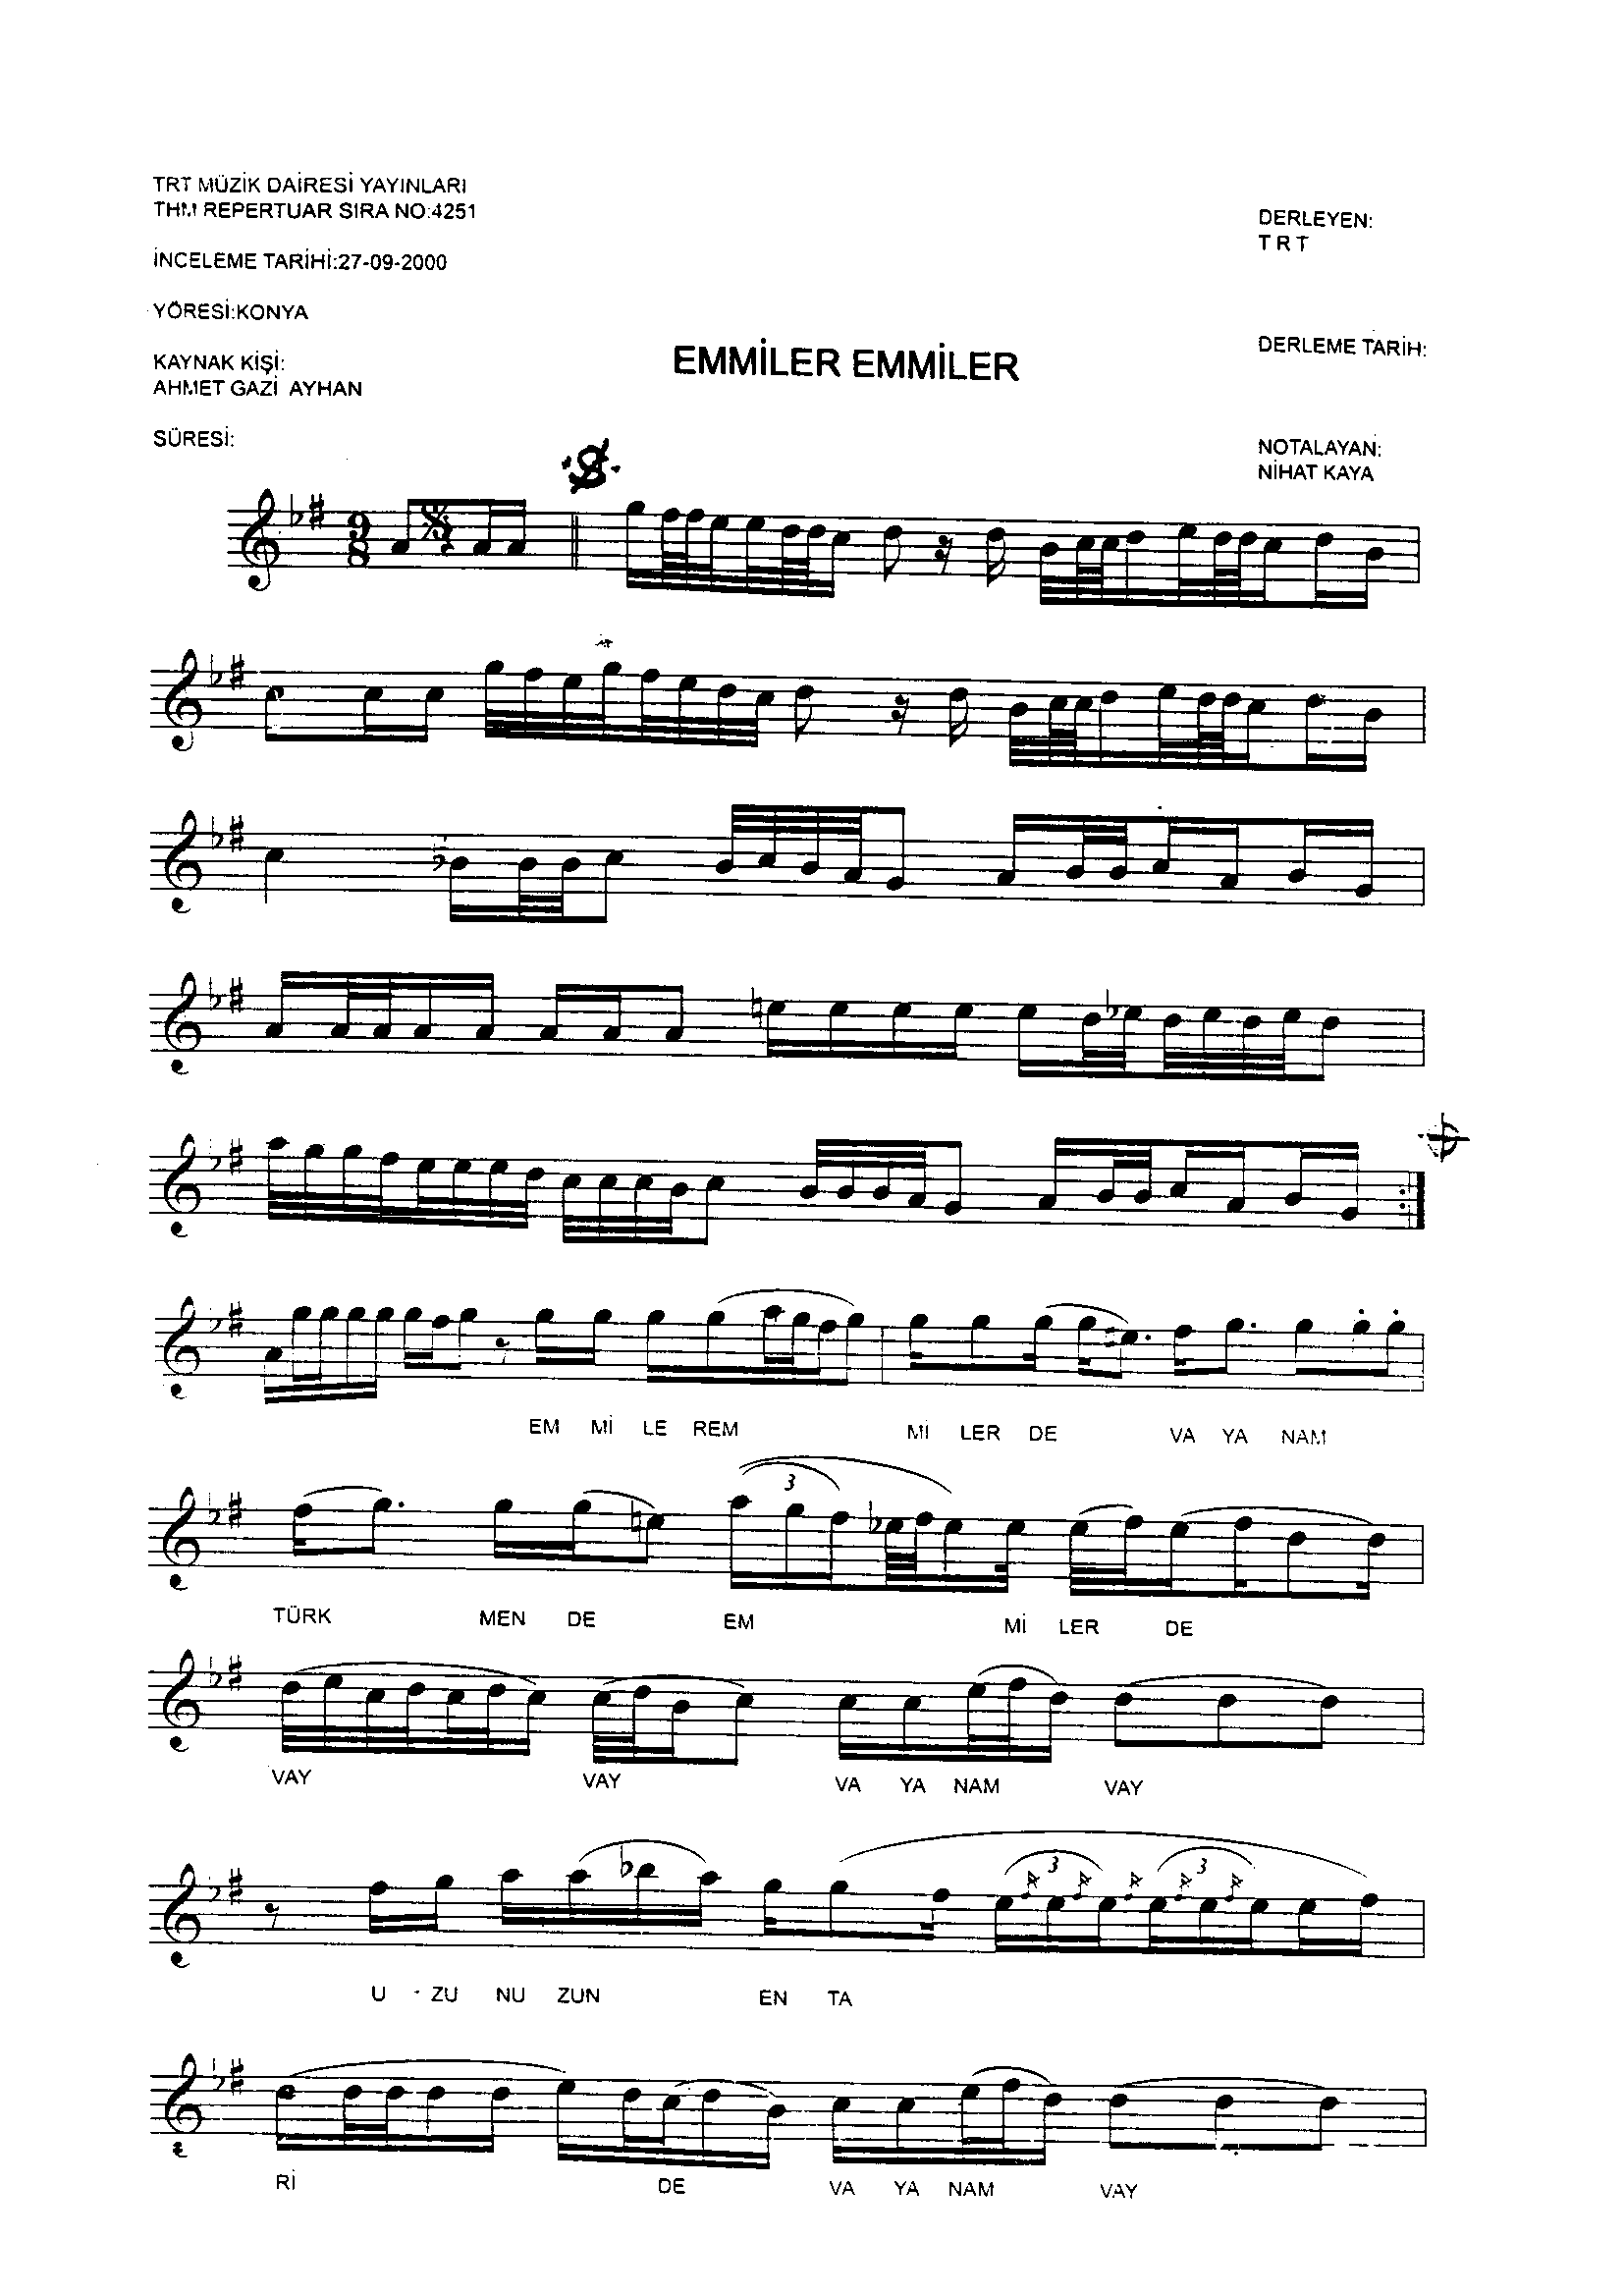 TRT MÜZİK DAİRESİ YAYINLARI
THM REPERTUAR SIRA NO:4251
İNCELEME TARİHİ:27-09-2000
YÖRESİ:KONYA
KAYNAK KİŞİ:
AHMET GAZİ AYHAN
SÜRESİ:
DERLEYEN:
T R T
DERLEME TARİH:
NOTALAYAN:
NİHAT KAYA
EMMİLER EMMİLER
9
8
EM Mİ LE REM Mİ LER DE VA YA NAM
3
TÜRK MEN DE EM Mİ LER DE
VAY VAY VA YA NAM VAY
3 3
U - ZU NU ZUN EN TA
Rİ DE VA YA NAM VAY